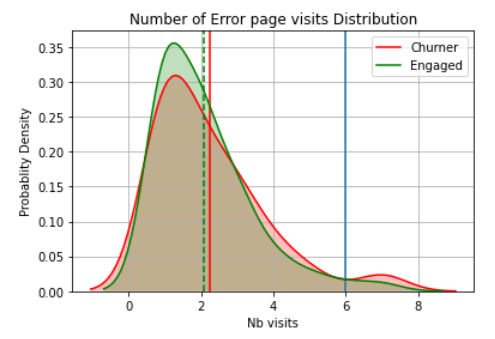 Number of Error page visits Distribution
Churner
Engaged
Probablity Density
0.35
0.30
0.25
0.20
0.15
0.10
0.05
0.00
0 2 4 6 8
Nb visits